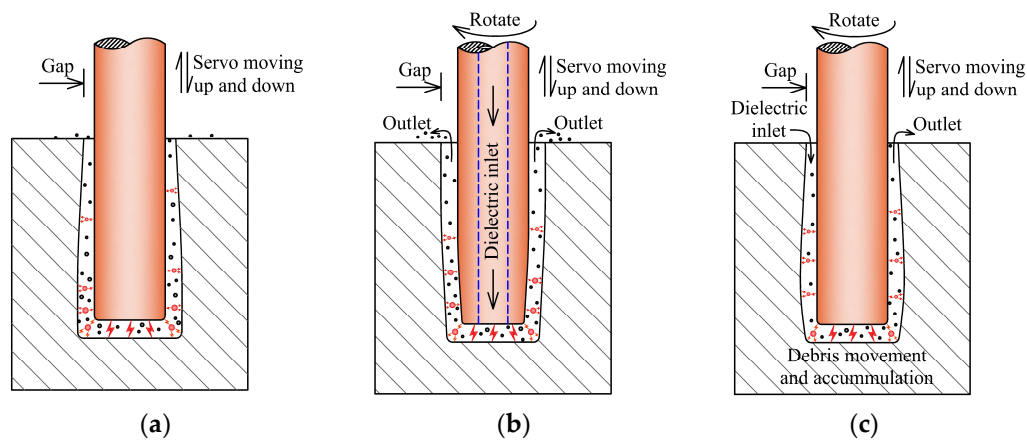 Gap
Servo moving
up and down
(a)
Rotate
Gap
Servo moving
up and down
Outlet
Outlet
Dielectric inlet
(b)
Rotate
Gap
Servo moving
up and down
Dielectric
inlet
Outlet
Debris movement
and accummulation
(c)